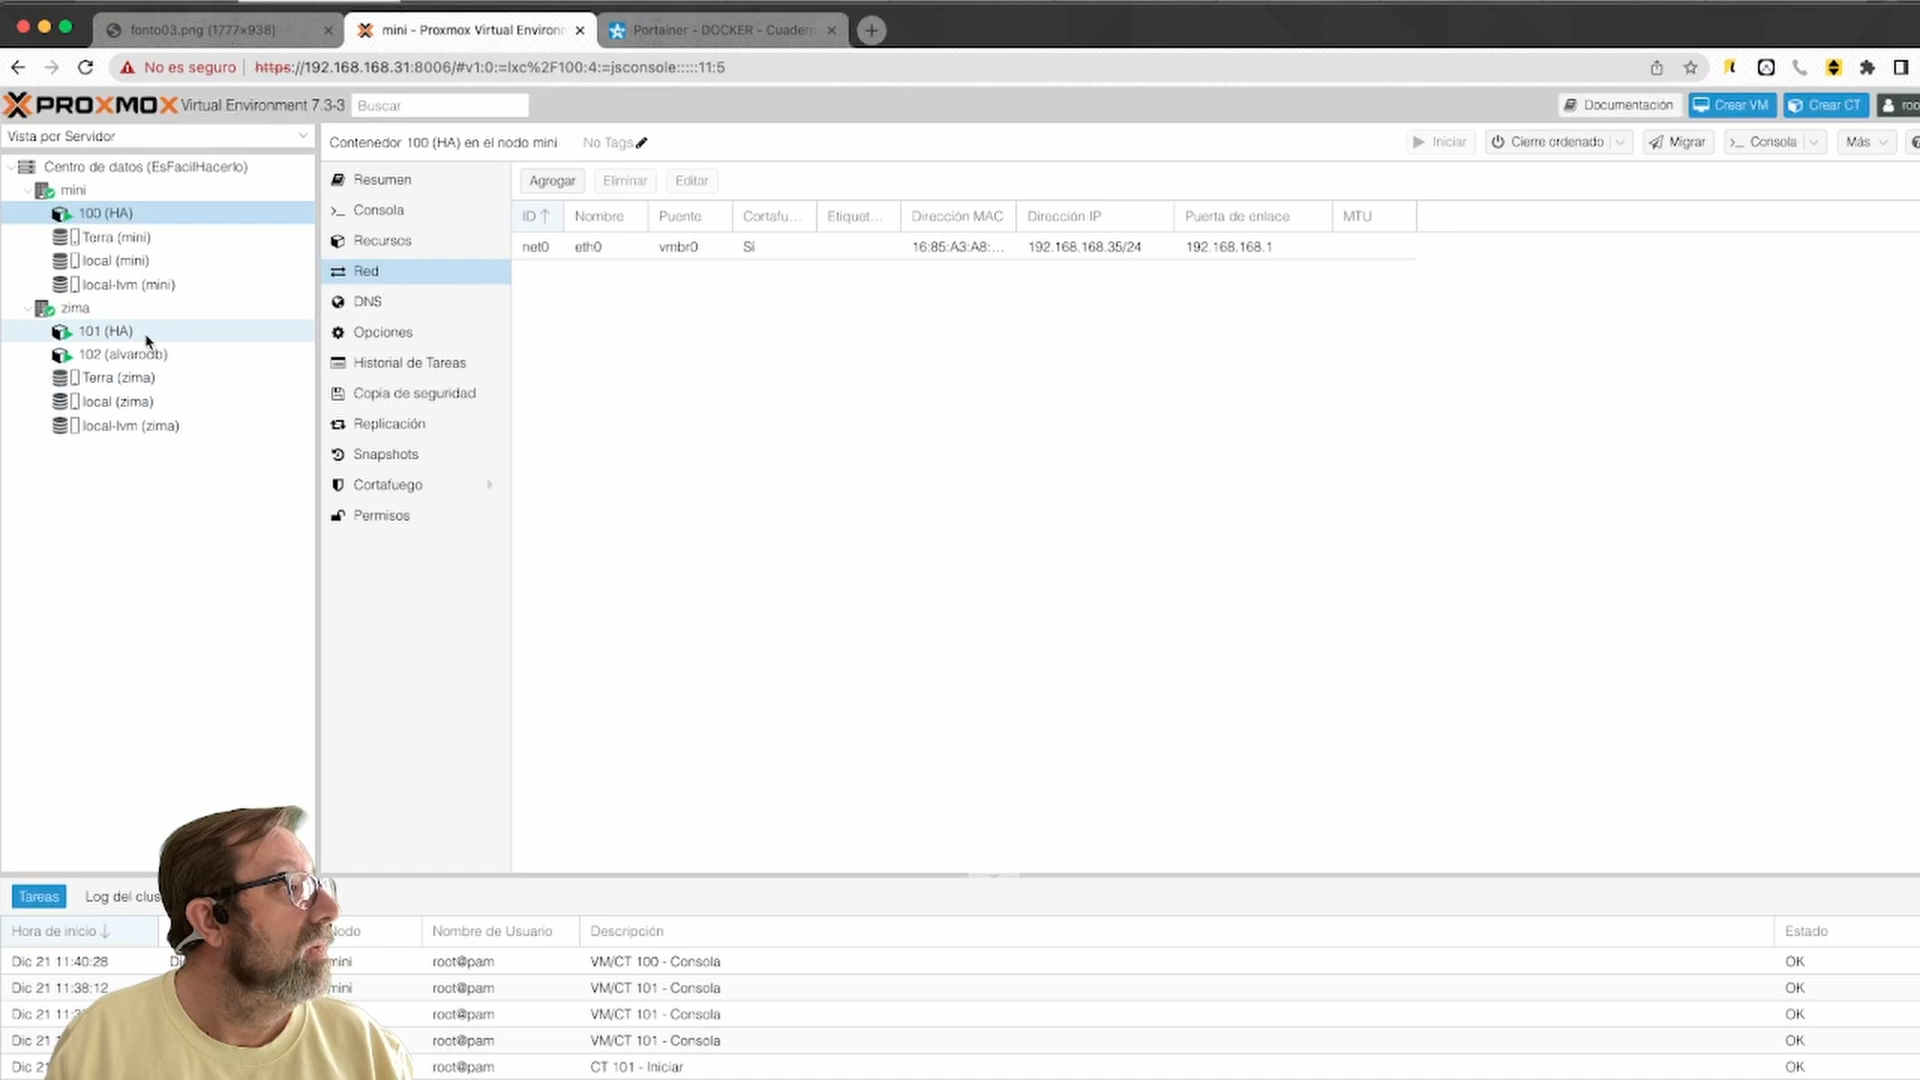 fonto03.png (1777×938)
mini - Proxmox Virtual Environ
Portainer - DOCKER - Cuadern
No es seguro
https://192.168.168.31:8006/#v1:0:=lxc%2F100:4:=jsconsole:::::11:5
PROXMOX Virtual Environment 7.3-3
Buscar
Documentación
Crear VM
Crear CT
roo
Vista por Servidor
Centro de datos (EsFacilHacerlo)
mini
100 (HA)
Terra (mini)
local (mini)
local-lvm (mini)
zima
101 (HA)
102 (alvarodb)
Terra (zima)
local (zima)
local-lvm (zima)
Contenedor 100 (HA) en el nodo mini
No Tags
Iniciar
Cierre ordenado
Migrar
Consola
Más
Resumen
Consola
Recursos
Red
DNS
Opciones
Historial de Tareas
Copia de seguridad
Replicación
Snapshots
Cortafuego
Permisos
Agregar Eliminar Editar
ID Nombre Puente Cortafu... Etiquet... Dirección MAC Dirección IP Puerta de enlace MTU
net0 eth0 vmbr0 Sí 16:85:A3:A8:... 192.168.168.35/24 192.168.168.1
Tareas Log del clus
Hora de inicio Nodo Nombre de Usuario Descripción Estado
Dic 21 11:40:28 Di mini root@pam VM/CT 100 - Consola OK
Dic 21 11:38:12 mini root@pam VM/CT 101 - Consola OK
Dic 21 11:3 root@pam VM/CT 101 - Consola OK
Dic 21 root@pam VM/CT 101 - Consola OK
Dic 21 root@pam CT 101 - Iniciar OK